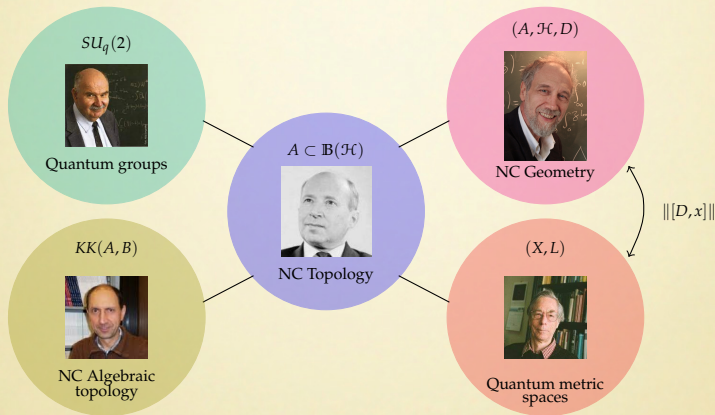 SU_q(2)
Quantum groups
(A, ℋ, D)
NC Geometry
A ⊂ 𝔹(ℋ)
NC Topology
∥[D, x]∥
KK(A, B)
NC Algebraic
topology
(X, L)
Quantum metric
spaces